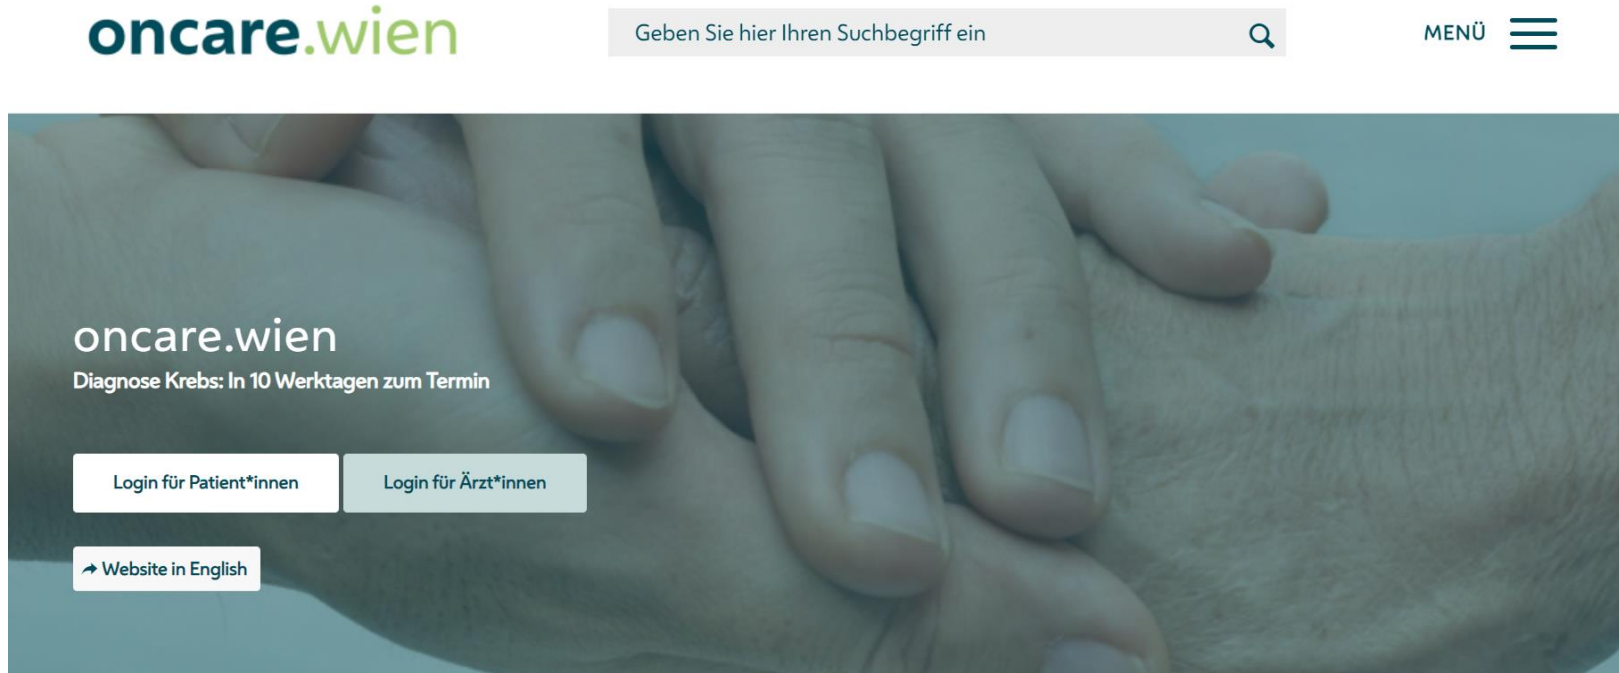 oncare.wien
Geben Sie hier Ihren Suchbegriff ein
MENÜ
oncare.wien
Diagnose Krebs: In 10 Werktagen zum Termin
Login für Patient*innen
Login für Ärzt*innen
Website in English